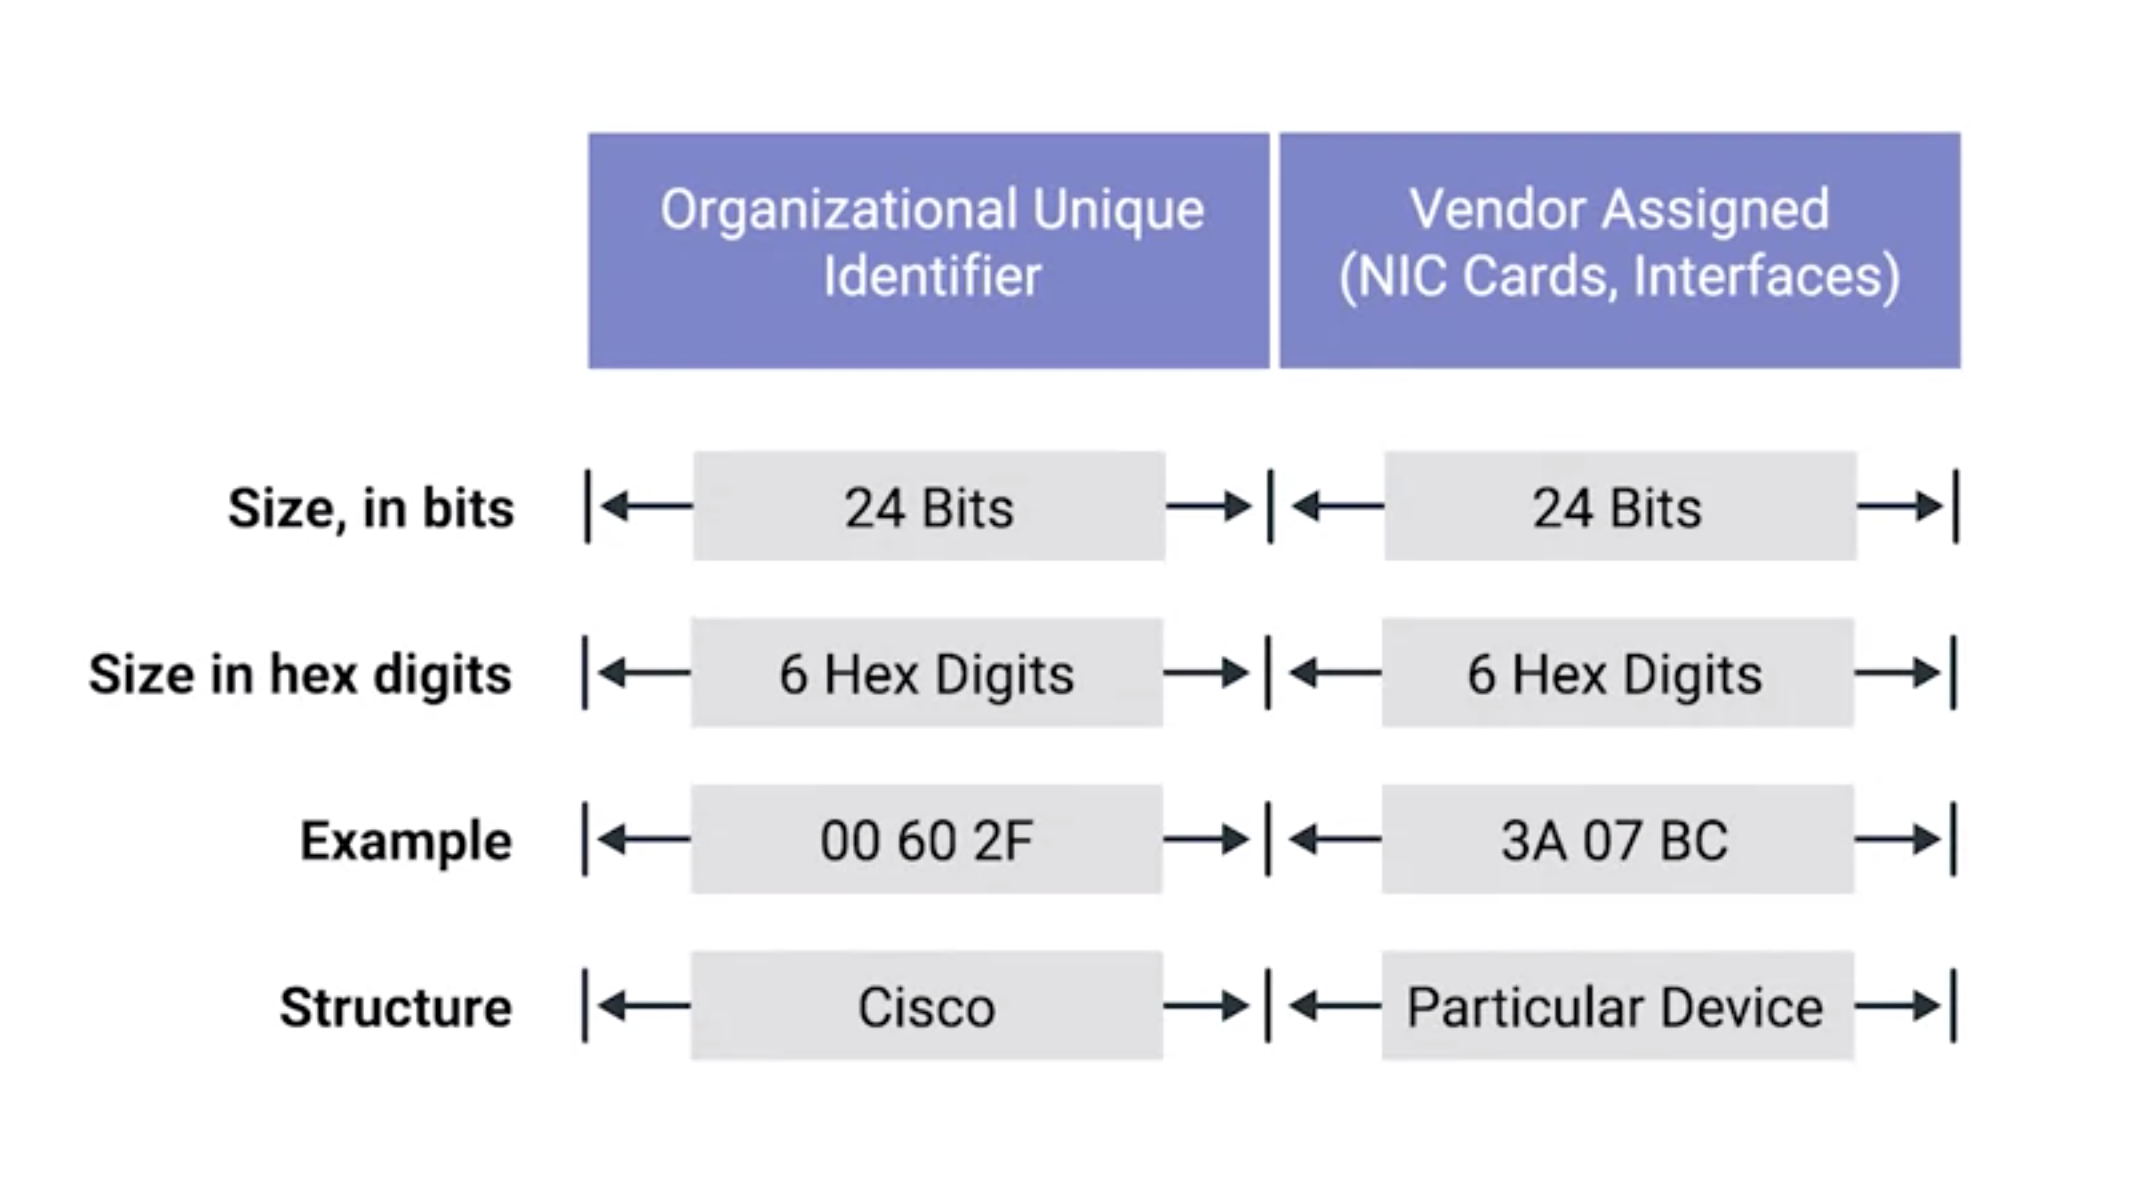 Organizational Unique
Identifier
Vendor Assigned
(NIC Cards, Interfaces)
Size, in bits
24 Bits
24 Bits
Size in hex digits
6 Hex Digits
6 Hex Digits
Example
00 60 2F
3A 07 BC
Structure
Cisco
Particular Device